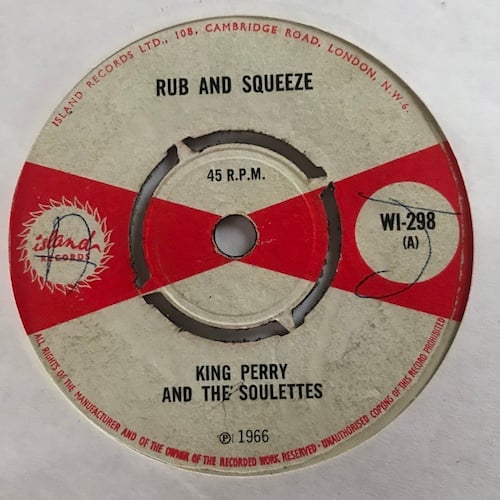 ISLAND RECORDS LTD., 108, CAMBRIDGE ROAD, LONDON, N.W.6.
RUB AND SQUEEZE
45 R.P.M.
island
RECORDS
WI-298
(A)
KING PERRY
AND THE SOULETTES
℗ 1966
ALL RIGHTS OF THE MANUFACTURER AND OF THE OWNER OF THE RECORDED WORK RESERVED · UNAUTHORISED COPING OF THIS RECORD PROHIBITED